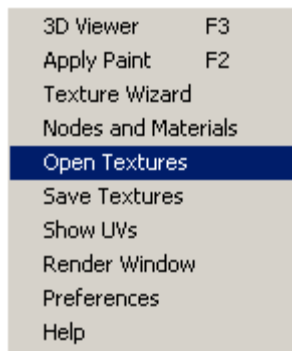 3D Viewer F3
Apply Paint F2
Texture Wizard
Nodes and Materials
Open Textures
Save Textures
Show UVs
Render Window
Preferences
Help